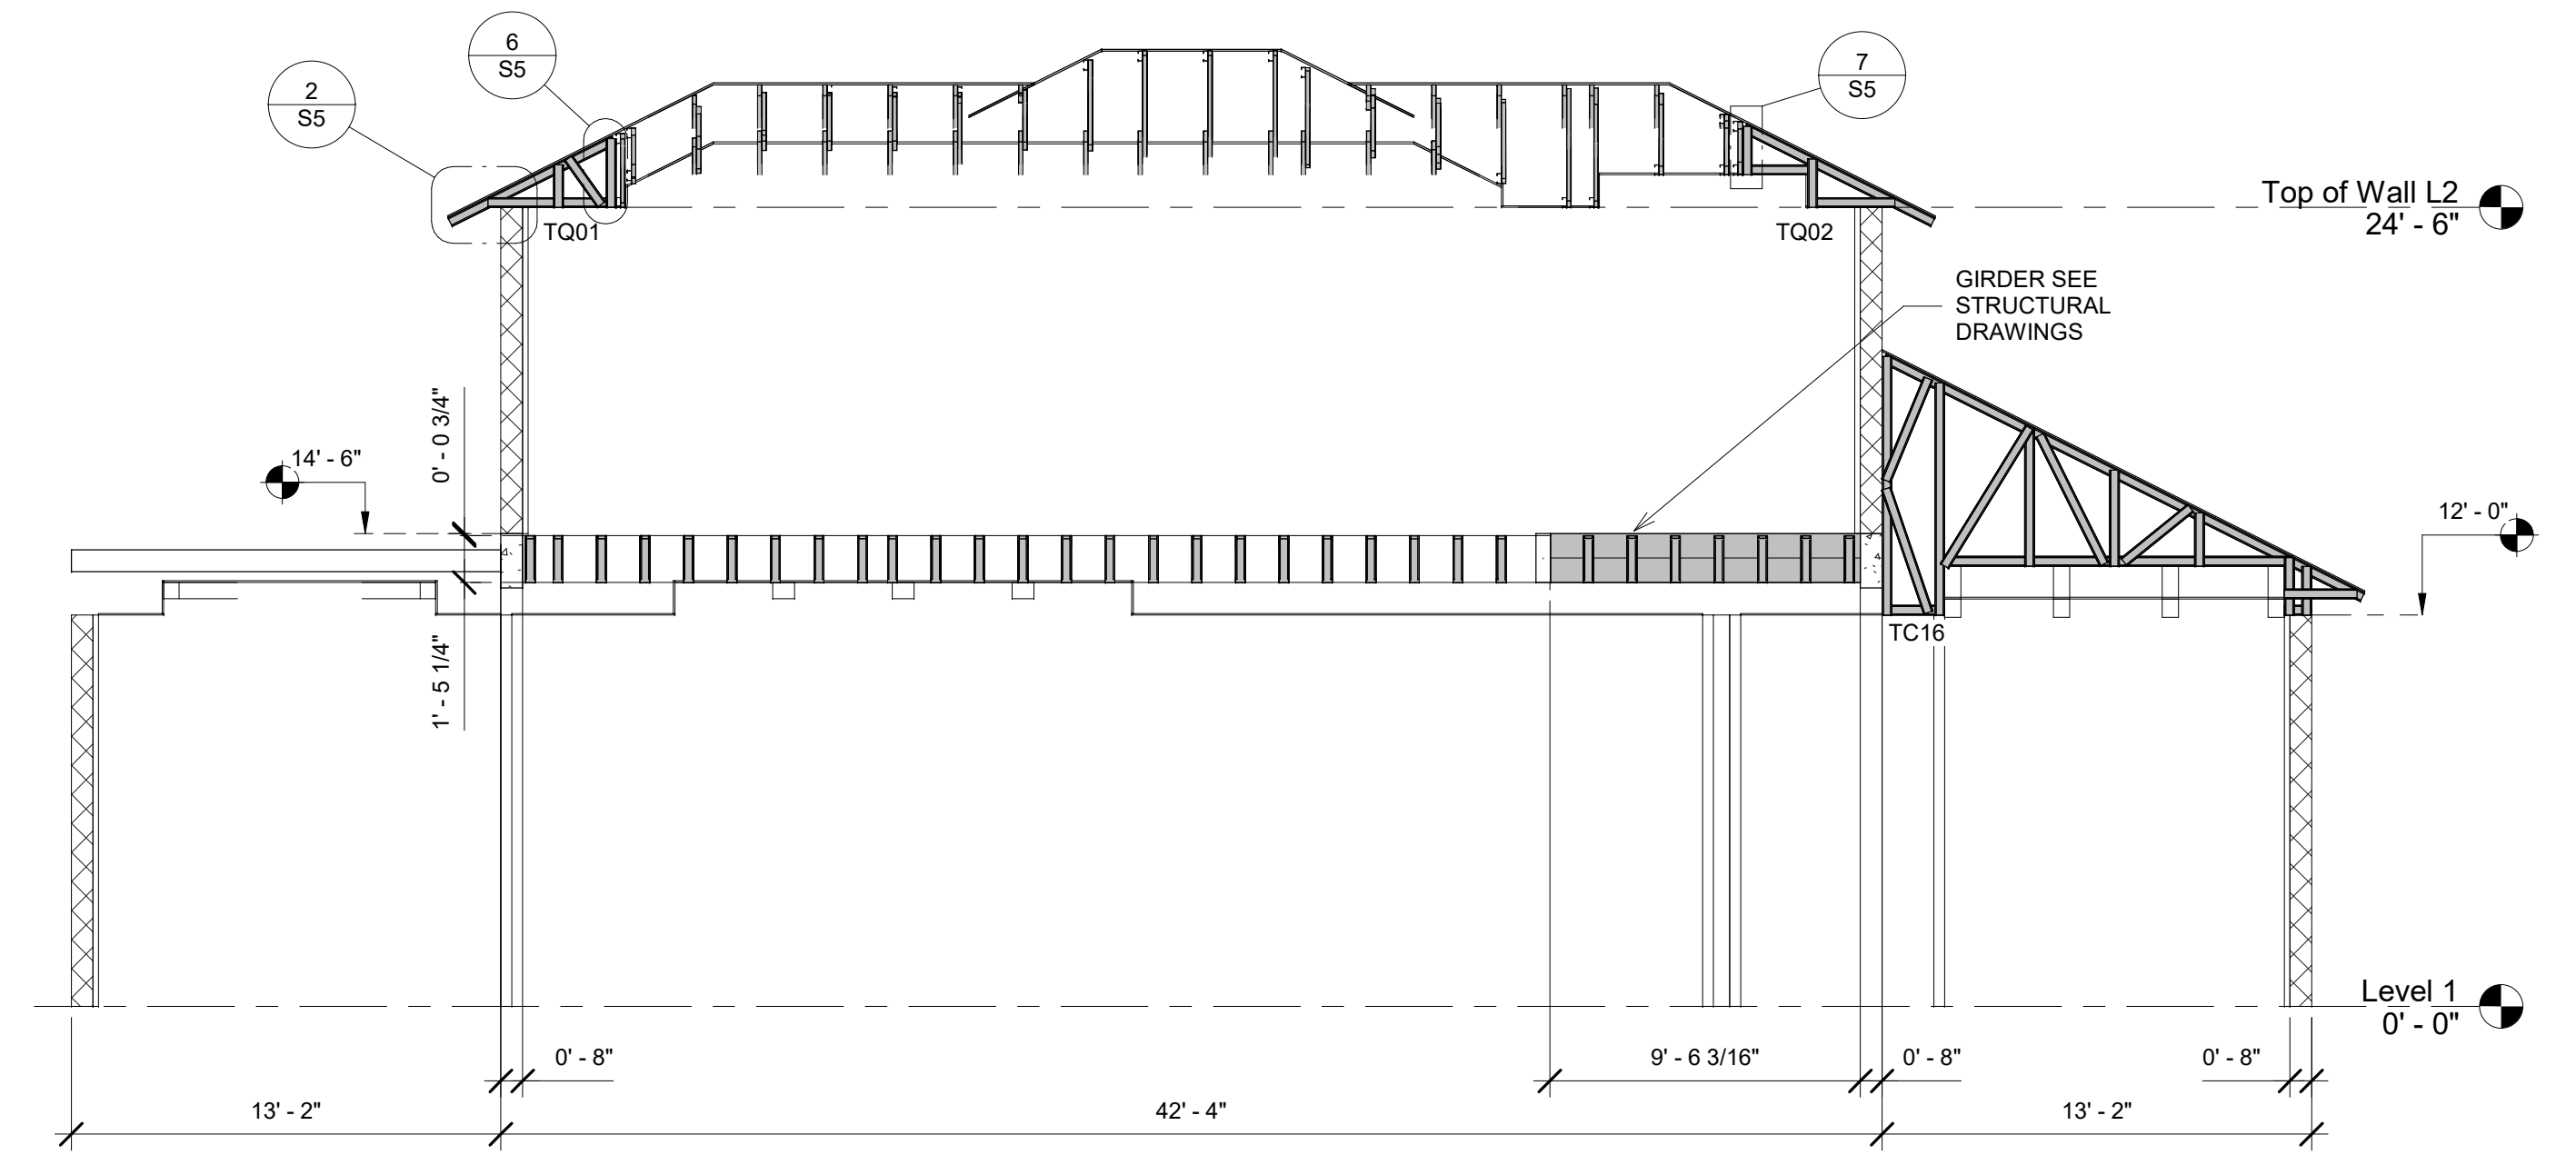 6
S5
2
S5
7
S5
Top of Wall L2
24' - 6"
TQ01
TQ02
GIRDER SEE
STRUCTURAL
DRAWINGS
0' - 0 3/4"
14' - 6"
12' - 0"
1' - 5 1/4"
TC16
Level 1
0' - 0"
0' - 8"
9' - 6 3/16"
0' - 8"
0' - 8"
13' - 2"
42' - 4"
13' - 2"